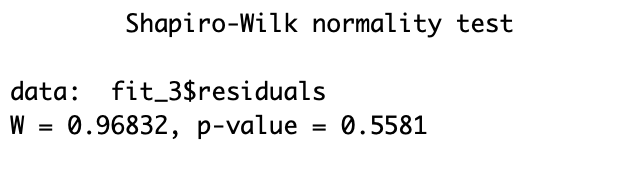 Shapiro-Wilk normality test
data:  fit_3$residuals
W = 0.96832, p-value = 0.5581